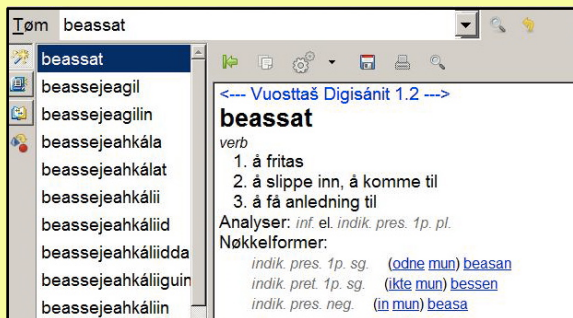 Tøm beassat
beassat
beassejeagil
beassejeagilin
beassejeahkála
beassejeahkálat
beassejeahkálii
beassejeahkáliid
beassejeahkáliidda
beassejeahkáliiguin
beassejeahkáliin
<--- Vuosttaš Digisánit 1.2 --->
beassat
verb
1. å fritas
2. å slippe inn, å komme til
3. å få anledning til
Analyser: inf. el. indik. pres. 1p. pl.
Nøkkelformer:
indik. pres. 1p. sg. (odne mun) beasan
indik. pret. 1p. sg. (ikte mun) bessen
indik. pres. neg. (in mun) beasa